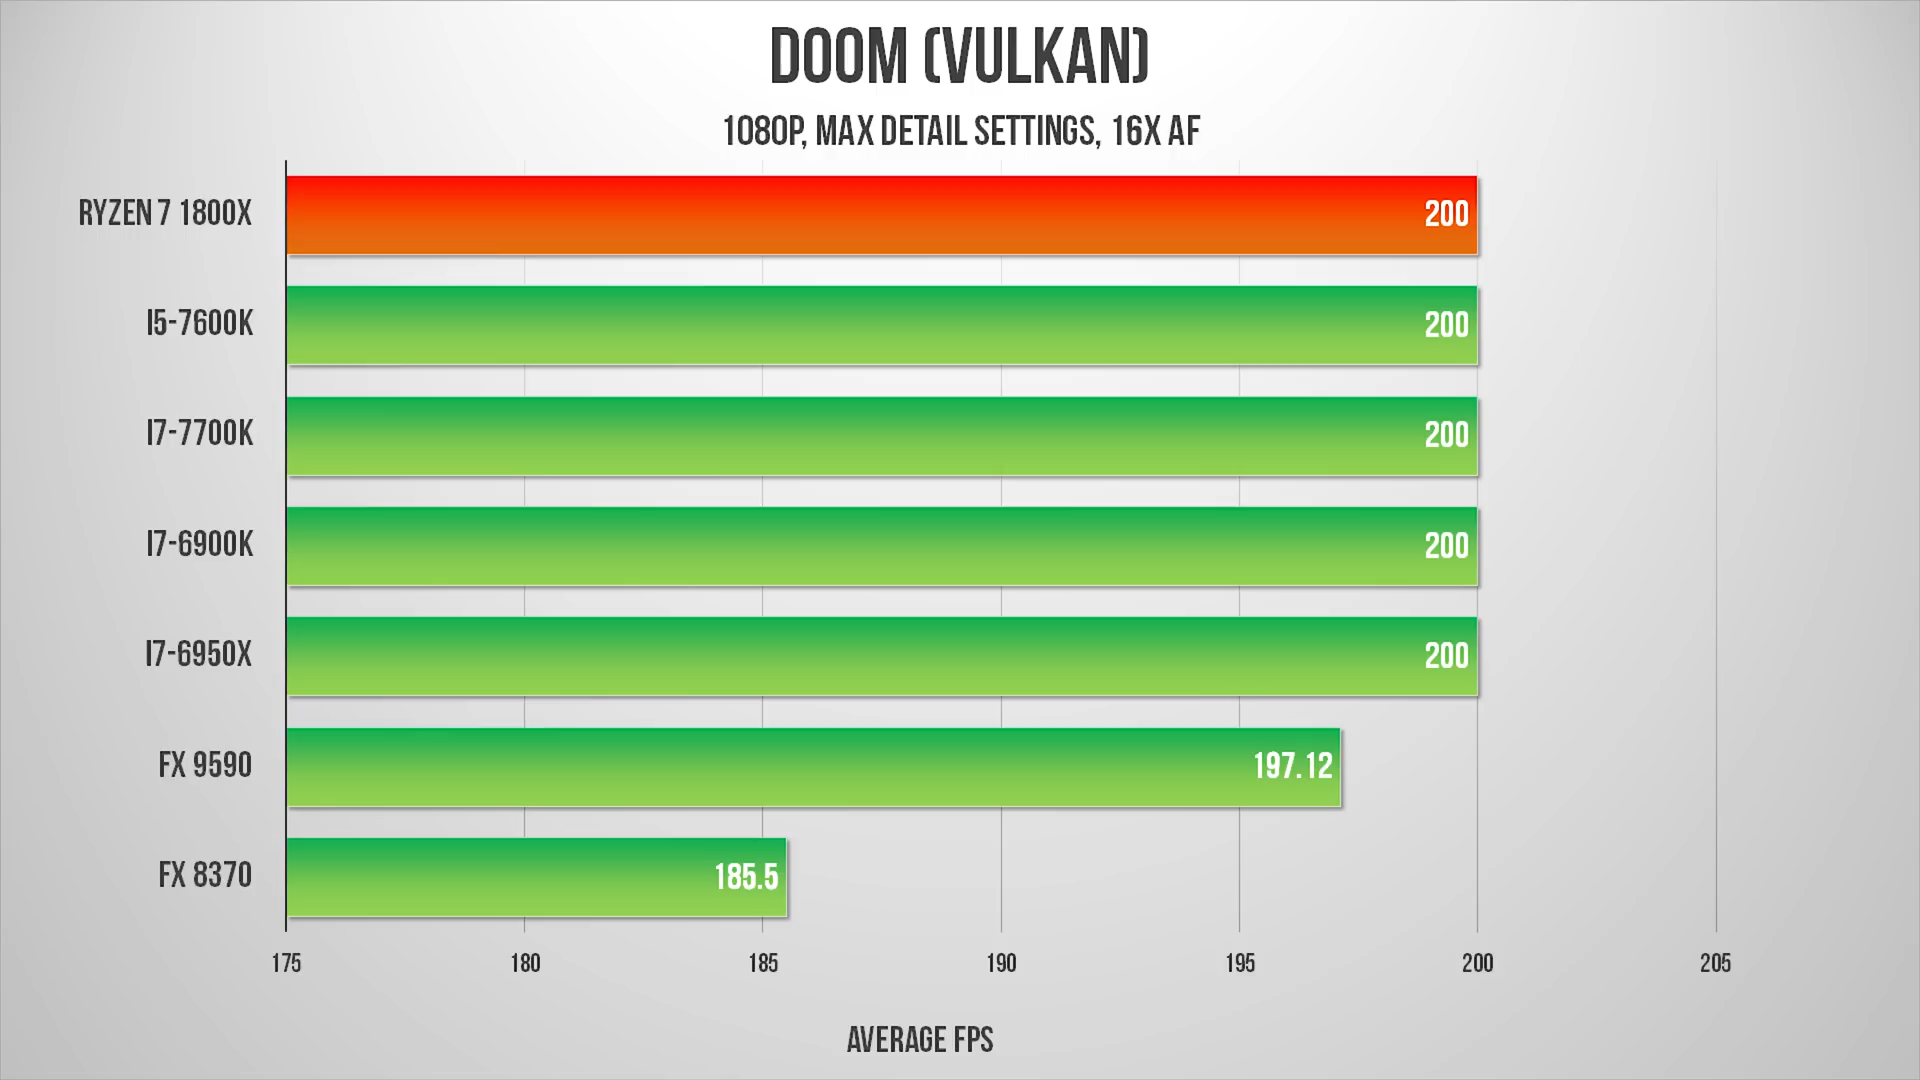 DOOM (VULKAN)
1080P, MAX DETAIL SETTINGS, 16X AF
RYZEN 7 1800X 200
I5-7600K 200
I7-7700K 200
I7-6900K 200
I7-6950X 200
FX 9590 197.12
FX 8370 185.5
175 180 185 190 195 200 205
AVERAGE FPS